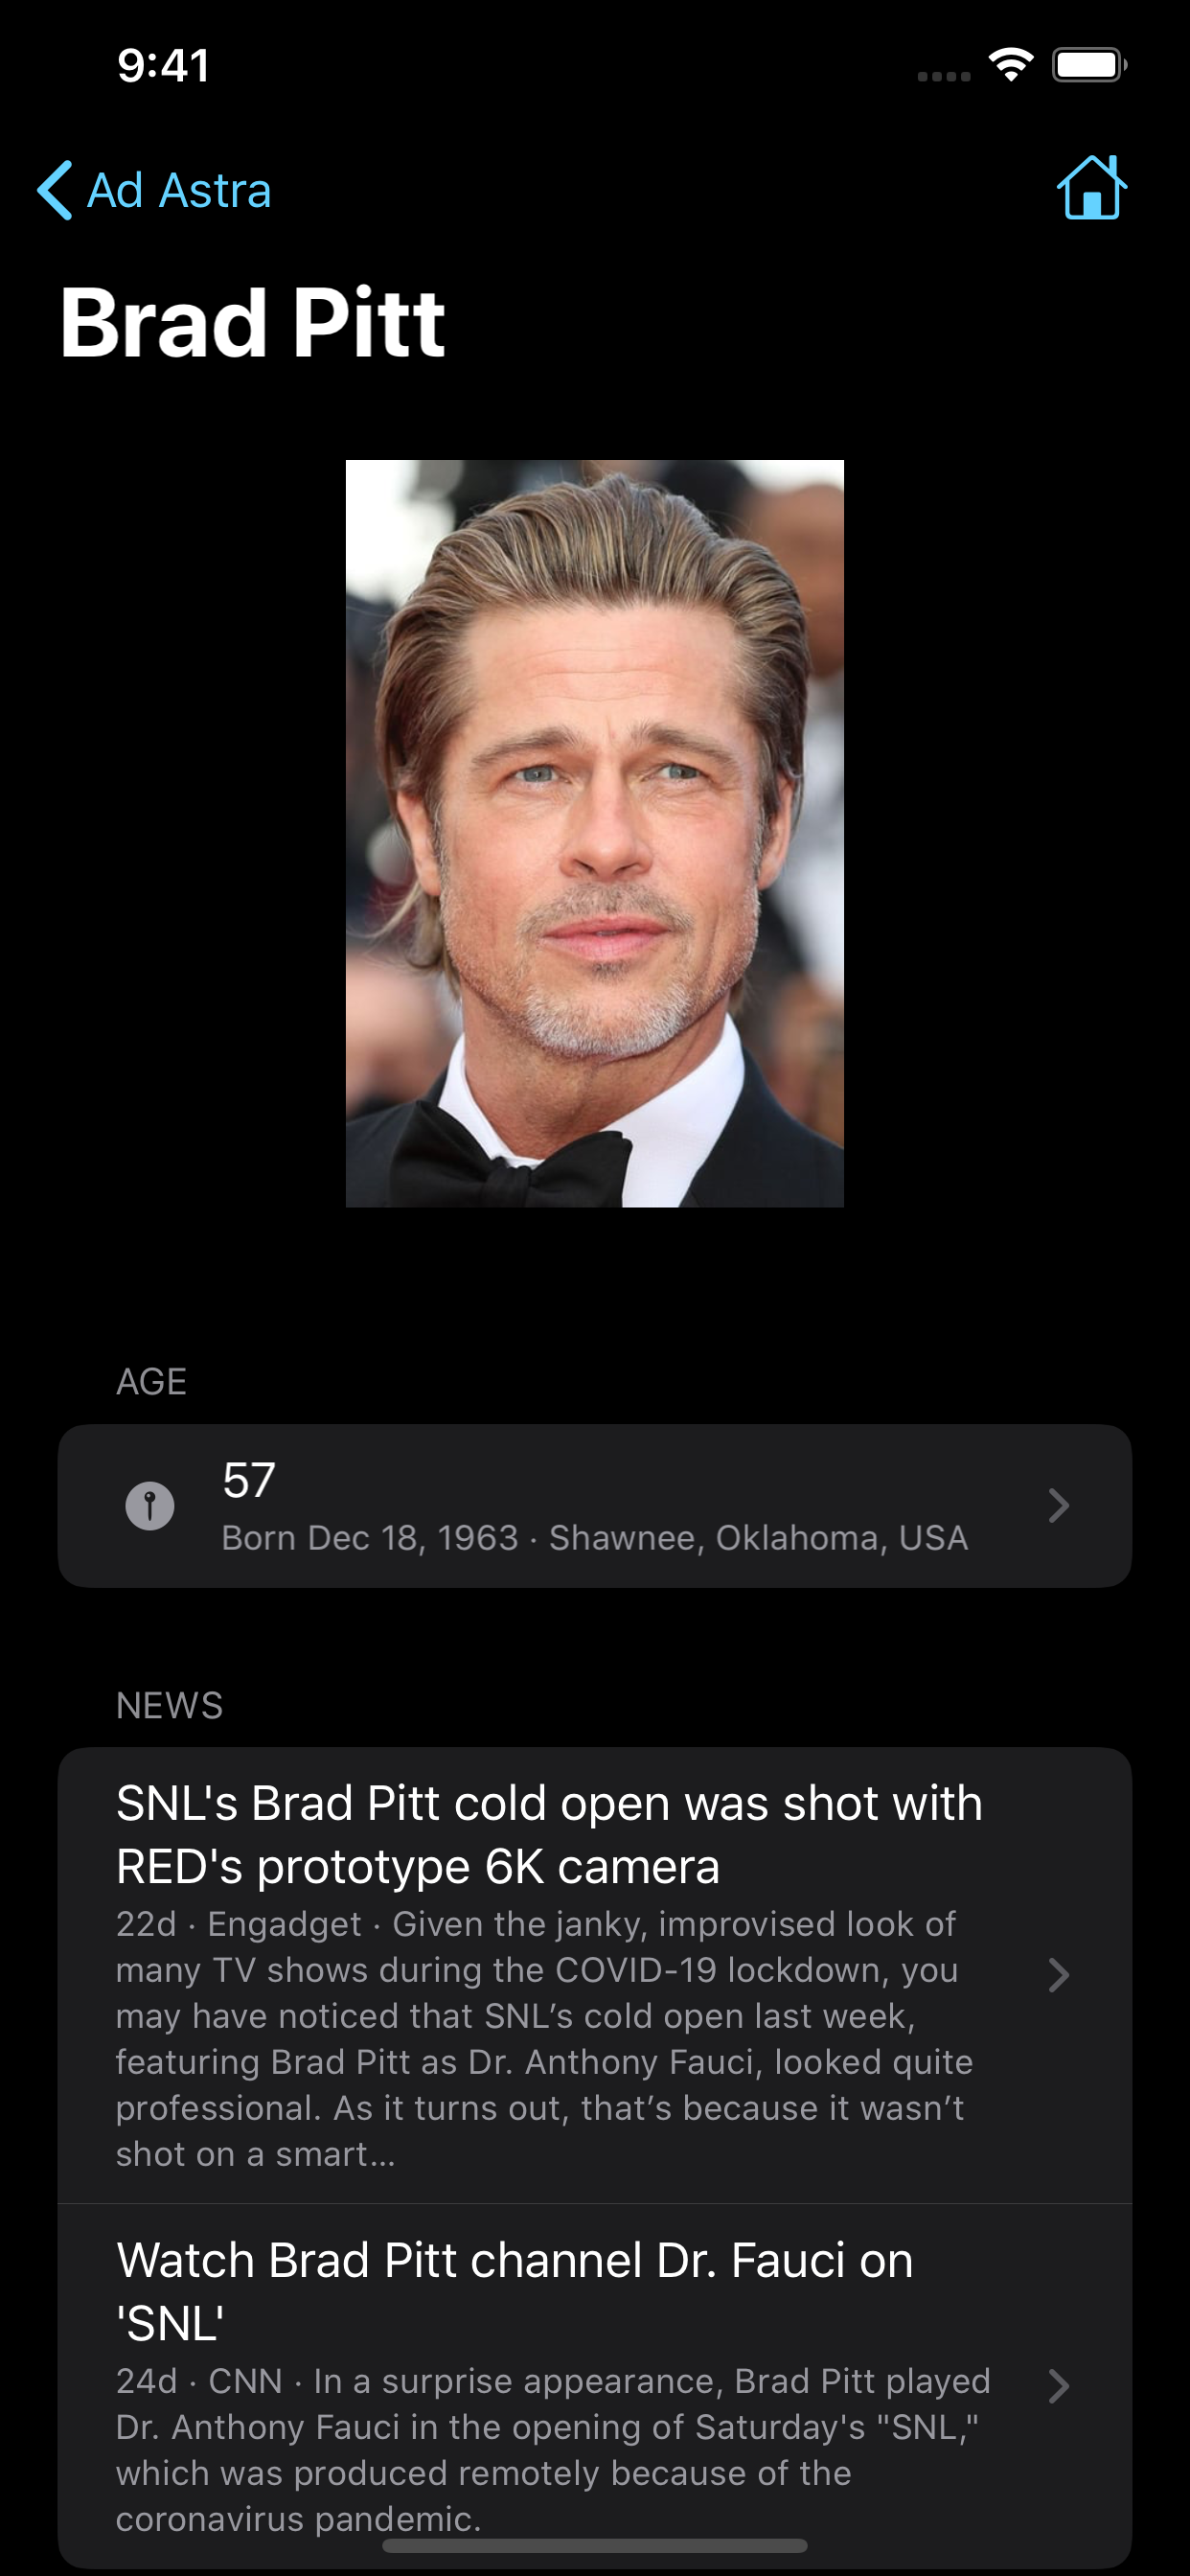 9:41
Ad Astra
Brad Pitt
AGE
57
Born Dec 18, 1963 · Shawnee, Oklahoma, USA
NEWS
SNL's Brad Pitt cold open was shot with
RED's prototype 6K camera
22d · Engadget · Given the janky, improvised look of
many TV shows during the COVID-19 lockdown, you
may have noticed that SNL’s cold open last week,
featuring Brad Pitt as Dr. Anthony Fauci, looked quite
professional. As it turns out, that’s because it wasn’t
shot on a smart…
Watch Brad Pitt channel Dr. Fauci on
'SNL'
24d · CNN · In a surprise appearance, Brad Pitt played
Dr. Anthony Fauci in the opening of Saturday's "SNL,"
which was produced remotely because of the
coronavirus pandemic.